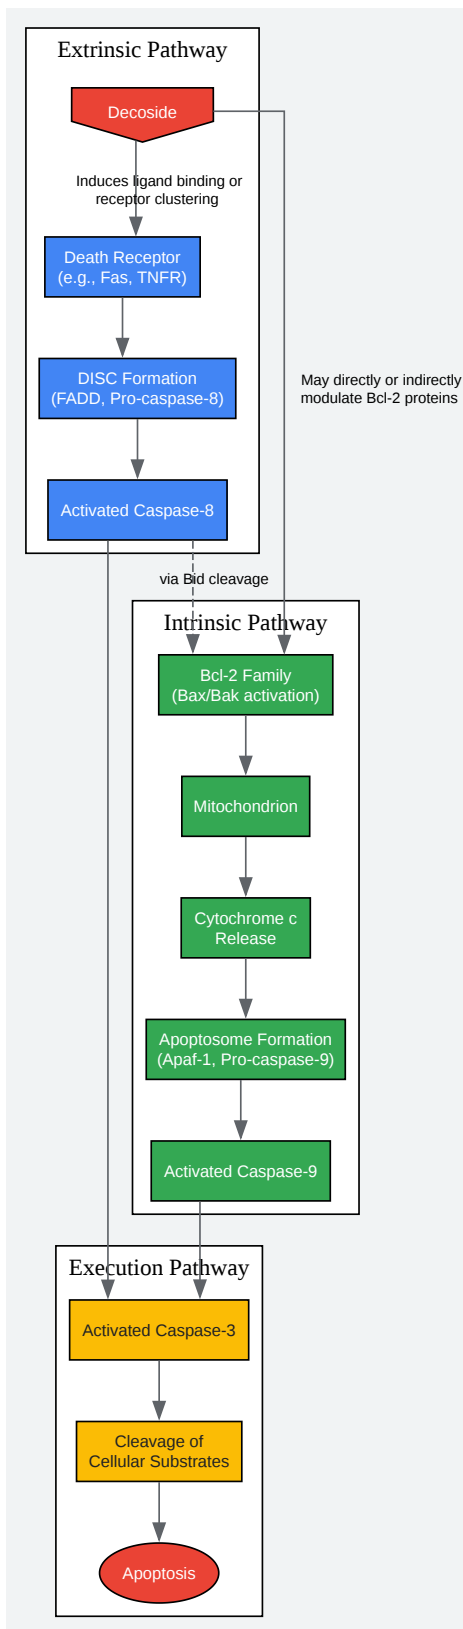 Extrinsic Pathway
Decoside
Induces ligand binding or
receptor clustering
Death Receptor
(e.g., Fas, TNFR)
DISC Formation
(FADD, Pro-caspase-8)
May directly or indirectly
modulate Bcl-2 proteins
Activated Caspase-8
via Bid cleavage
Intrinsic Pathway
Bcl-2 Family
(Bax/Bak activation)
Mitochondrion
Cytochrome c
Release
Apoptosome Formation
(Apaf-1, Pro-caspase-9)
Activated Caspase-9
Execution Pathway
Activated Caspase-3
Cleavage of
Cellular Substrates
Apoptosis